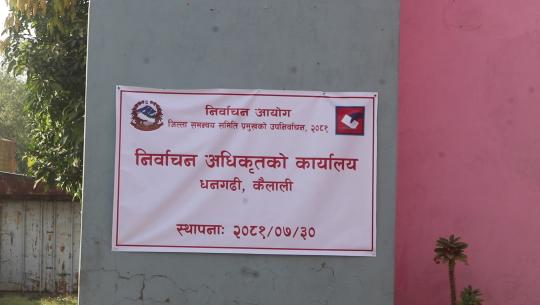 निर्वाचन आयोग
जिल्ला समन्वय समिति प्रमुखको उपनिर्वाचन, २०८१
निर्वाचन अधिकृतको कार्यालय
धनगढी, कैलाली
स्थापनाः २०८१/०७/३०